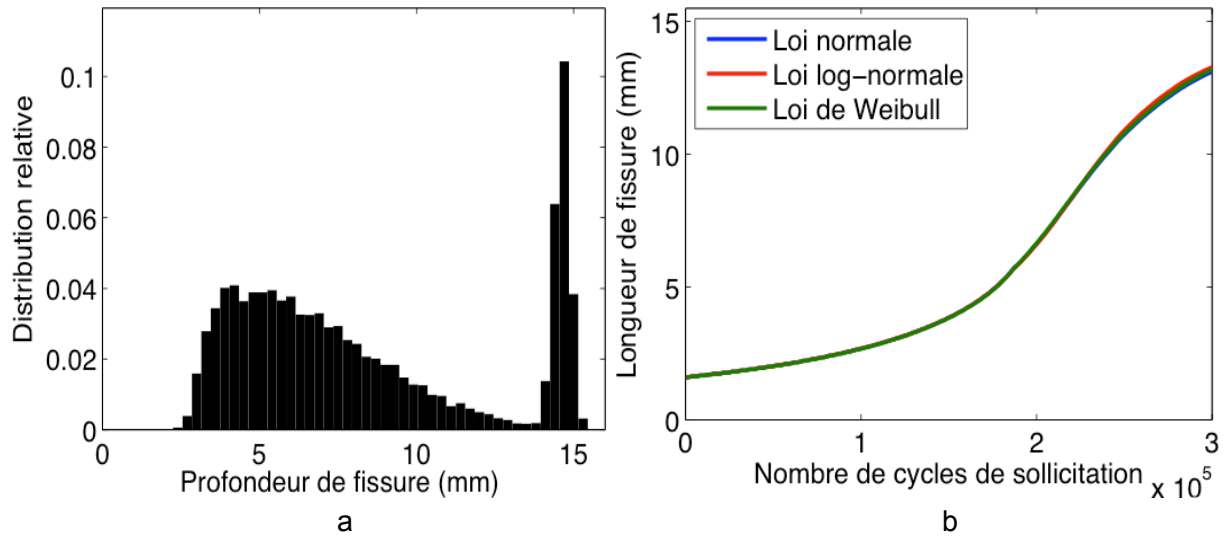 Distribution relative
0.1
0.08
0.06
0.04
0.02
0
0 5 10 15
Profondeur de fissure (mm)
a
Longueur de fissure (mm)
15
10
5
0
Loi normale
Loi log-normale
Loi de Weibull
0 1 2 3
Nombre de cycles de sollicitation x 10^5
b